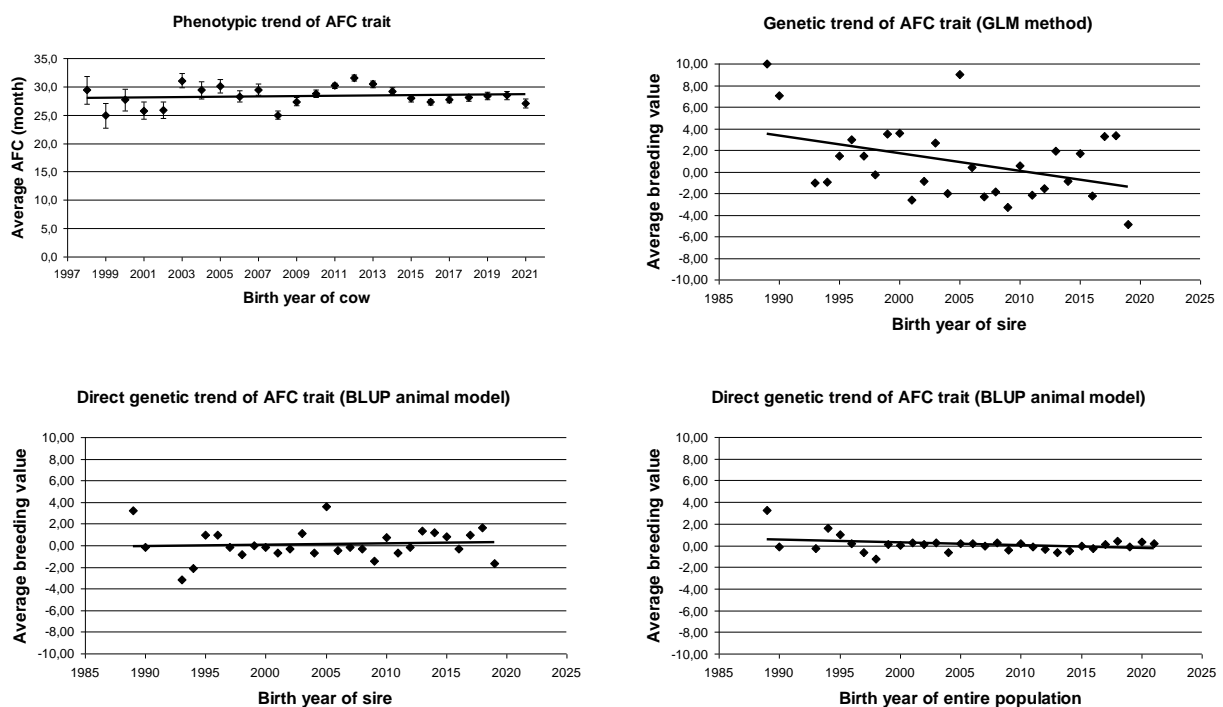 Phenotypic trend of AFC trait
Average AFC (month)
35,0
30,0
25,0
20,0
15,0
10,0
5,0
0,0
1997 1999 2001 2003 2005 2007 2009 2011 2013 2015 2017 2019 2021
Birth year of cow
Genetic trend of AFC trait (GLM method)
Average breeding value
10,00
8,00
6,00
4,00
2,00
0,00
-2,00
-4,00
-6,00
-8,00
-10,00
1985 1990 1995 2000 2005 2010 2015 2020 2025
Birth year of sire
Direct genetic trend of AFC trait (BLUP animal model)
Average breeding value
10,00
8,00
6,00
4,00
2,00
0,00
-2,00
-4,00
-6,00
-8,00
-10,00
1985 1990 1995 2000 2005 2010 2015 2020 2025
Birth year of sire
Direct genetic trend of AFC trait (BLUP animal model)
Average breeding value
10,00
8,00
6,00
4,00
2,00
0,00
-2,00
-4,00
-6,00
-8,00
-10,00
1985 1990 1995 2000 2005 2010 2015 2020 2025
Birth year of entire population